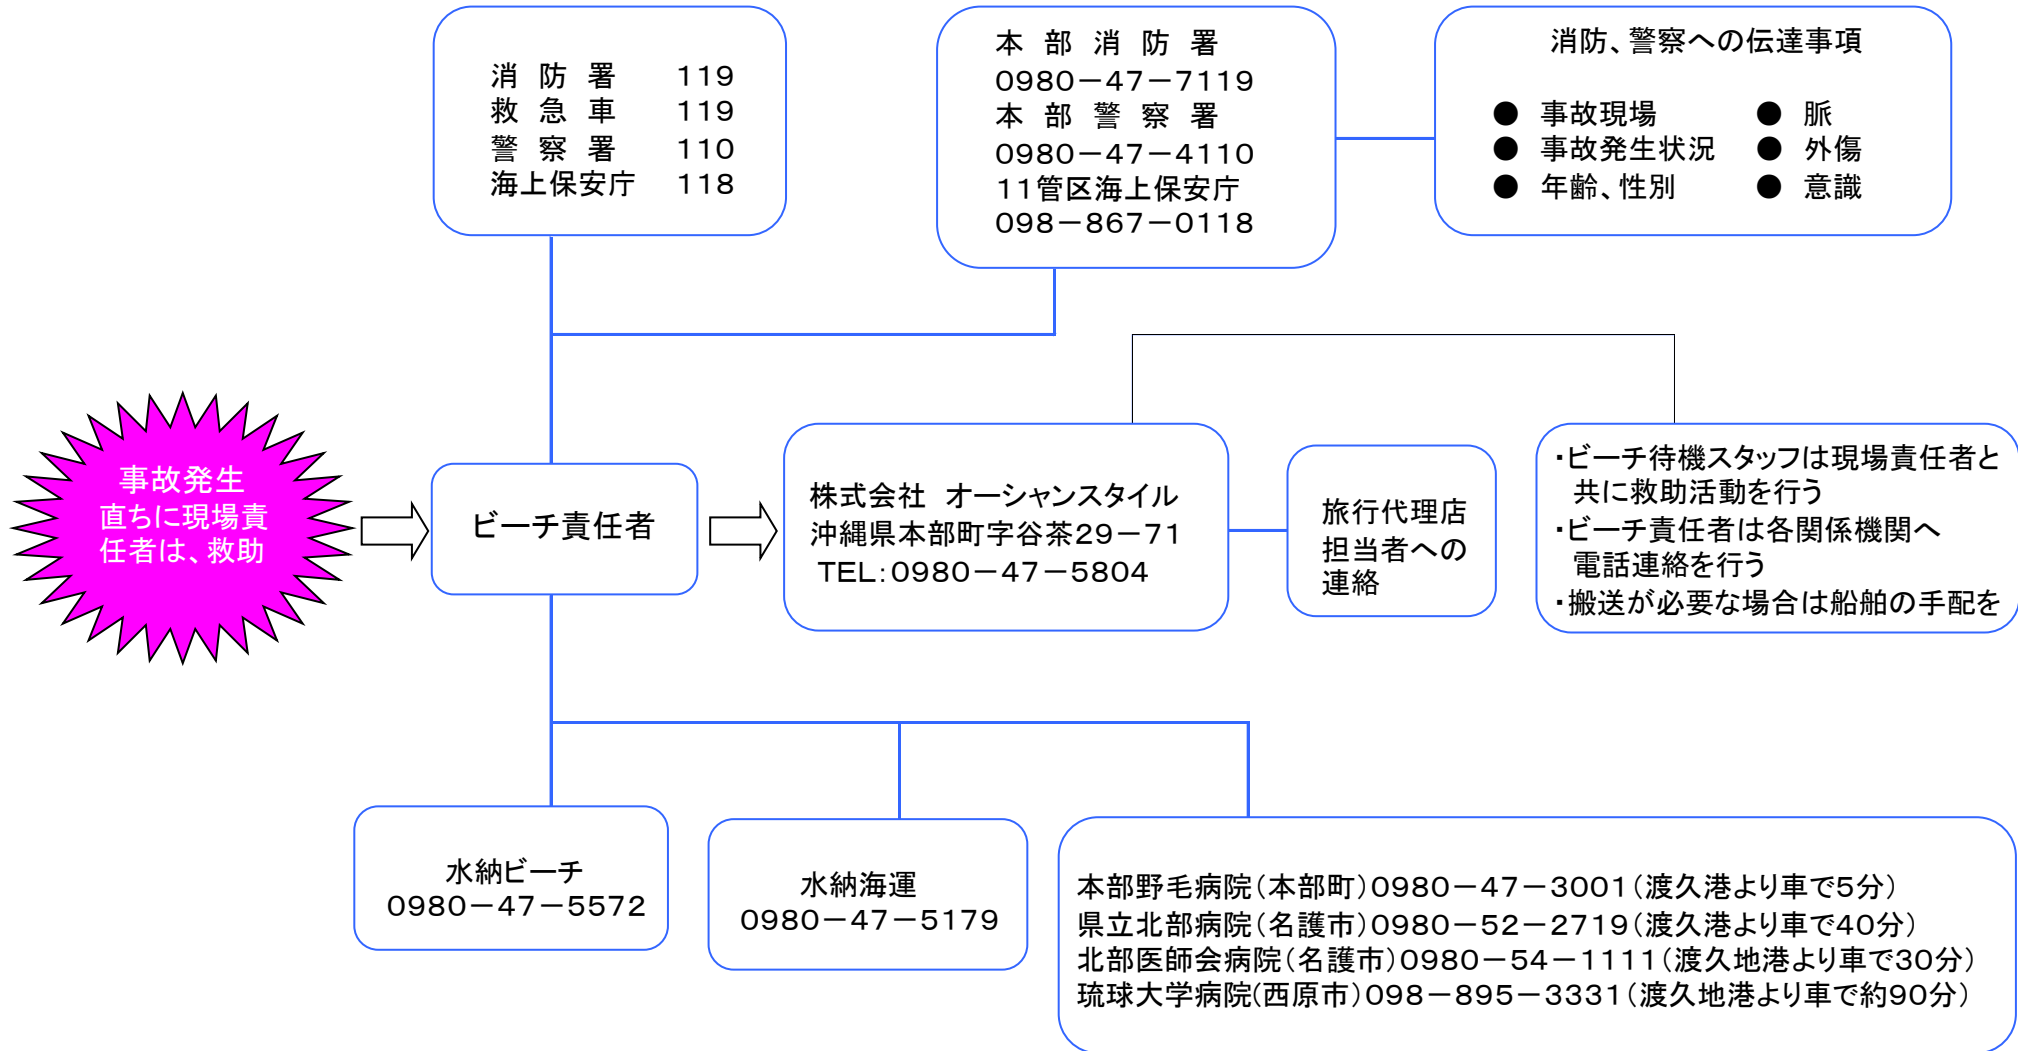 消 防 署　119
救 急 車　119
警 察 署　110
海上保安庁　118
本 部 消 防 署
0980－47－7119
本 部 警 察 署
0980－47－4110
11管区海上保安庁
098－867－0118
消防、警察への伝達事項
● 事故現場　● 脈
● 事故発生状況　● 外傷
● 年齢、性別　● 意識
事故発生
直ちに現場責
任者は、救助
ビーチ責任者
株式会社　オーシャンスタイル
沖縄県本部町字谷茶29－71
TEL：0980－47－5804
旅行代理店
担当者への
連絡
・ビーチ待機スタッフは現場責任者と
共に救助活動を行う
・ビーチ責任者は各関係機関へ
電話連絡を行う
・搬送が必要な場合は船舶の手配を
水納ビーチ
0980－47－5572
水納海運
0980－47－5179
本部野毛病院（本部町）0980－47－3001（渡久港より車で5分）
県立北部病院（名護市）0980－52－2719（渡久港より車で40分）
北部医師会病院（名護市）0980－54－1111（渡久地港より車で30分）
琉球大学病院（西原市）098－895－3331（渡久地港より車で約90分）